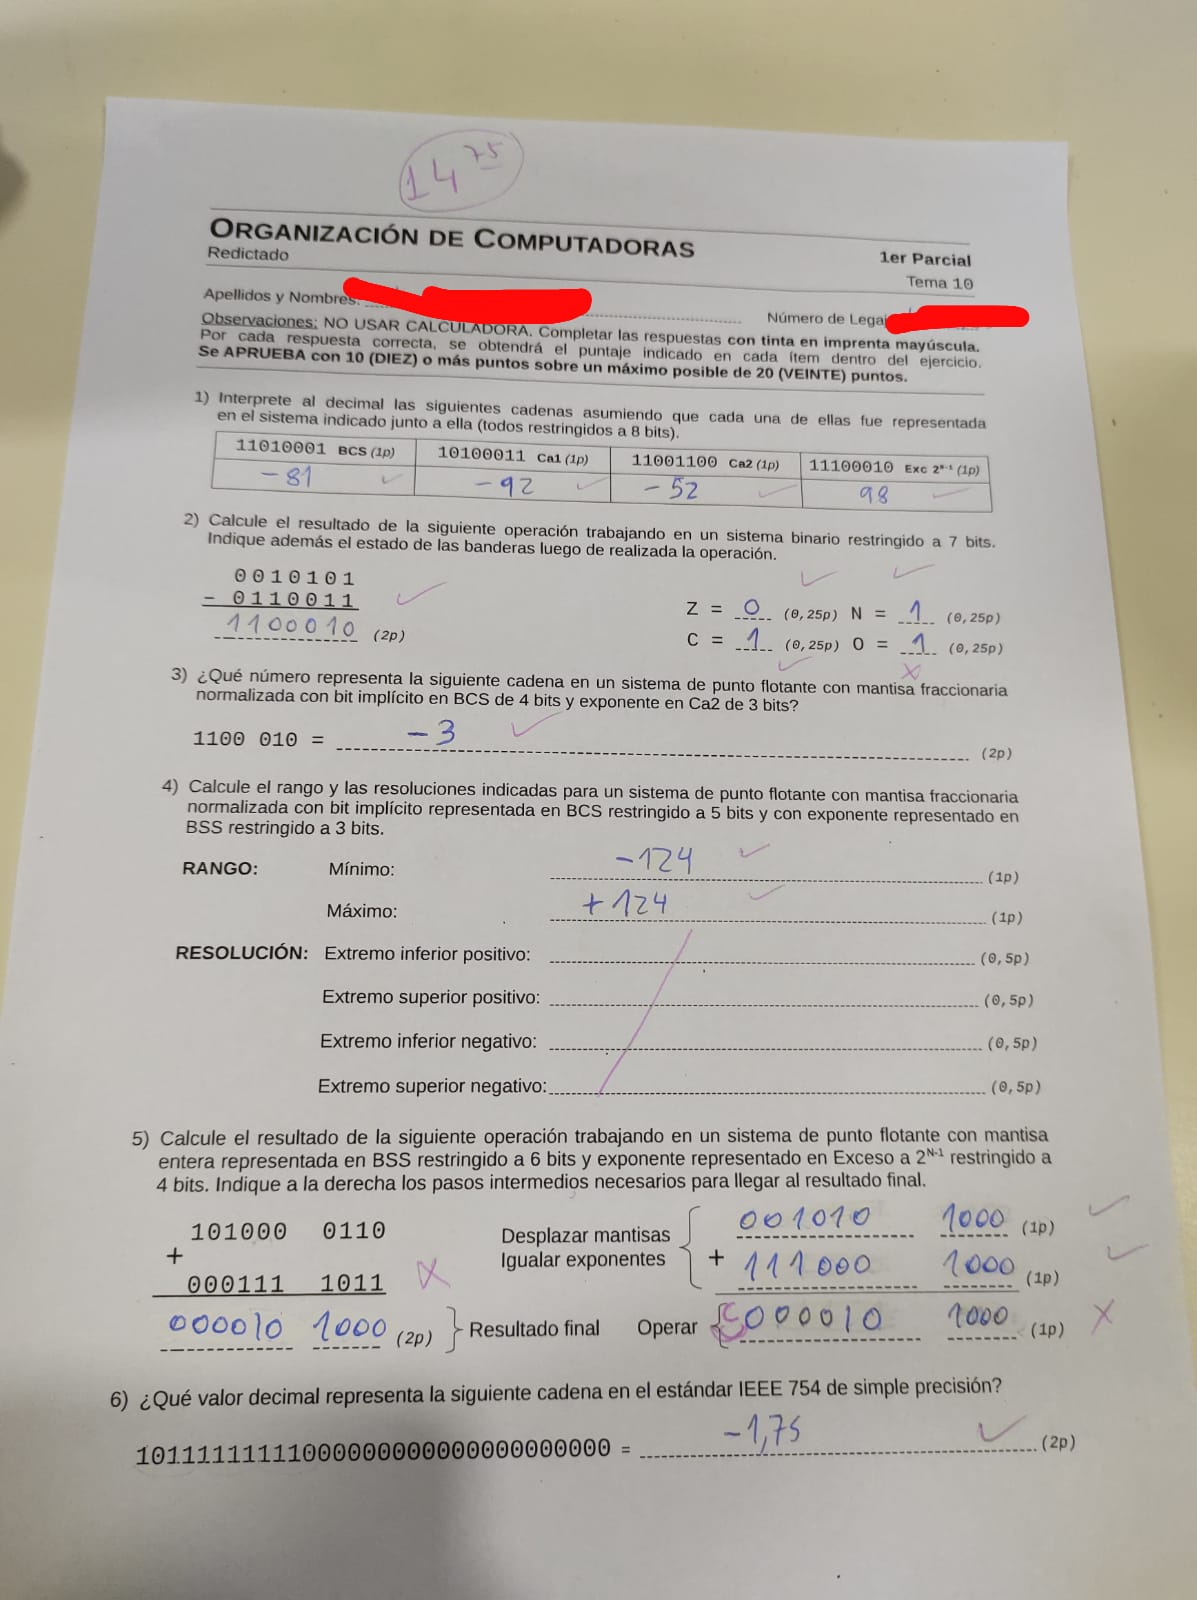 14 75
ORGANIZACIÓN DE COMPUTADORAS
1er Parcial
Redictado
Tema 10
Apellidos y Nombres:
Número de Legaj
Observaciones: NO USAR CALCULADORA. Completar las respuestas con tinta en imprenta mayúscula.
Por cada respuesta correcta, se obtendrá el puntaje indicado en cada ítem dentro del ejercicio.
Se APRUEBA con 10 (DIEZ) o más puntos sobre un máximo posible de 20 (VEINTE) puntos.
1) Interprete al decimal las siguientes cadenas asumiendo que cada una de ellas fue representada
en el sistema indicado junto a ella (todos restringidos a 8 bits).
11010001 BCS (1p) 10100011 Ca1 (1p) 11001100 Ca2 (1p) 11100010 Exc 2ᴺ⁻¹ (1p)
-81 -92 -52 98
2) Calcule el resultado de la siguiente operación trabajando en un sistema binario restringido a 7 bits.
Indique además el estado de las banderas luego de realizada la operación.
0010101
- 0110011
1100010 (2p)
Z = 0 (0,25p) N = 1 (0,25p)
C = 1 (0,25p) O = 1 (0,25p)
3) ¿Qué número representa la siguiente cadena en un sistema de punto flotante con mantisa fraccionaria
normalizada con bit implícito en BCS de 4 bits y exponente en Ca2 de 3 bits?
1100 010 = -3 (2p)
4) Calcule el rango y las resoluciones indicadas para un sistema de punto flotante con mantisa fraccionaria
normalizada con bit implícito representada en BCS restringido a 5 bits y con exponente representado en
BSS restringido a 3 bits.
RANGO: Mínimo: -124 (1p)
Máximo: +124 (1p)
RESOLUCIÓN: Extremo inferior positivo: (0,5p)
Extremo superior positivo: (0,5p)
Extremo inferior negativo: (0,5p)
Extremo superior negativo: (0,5p)
5) Calcule el resultado de la siguiente operación trabajando en un sistema de punto flotante con mantisa
entera representada en BSS restringido a 6 bits y exponente representado en Exceso a 2ᴺ⁻¹ restringido a
4 bits. Indique a la derecha los pasos intermedios necesarios para llegar al resultado final.
101000 0110
+
000111 1011
000010 1000 (2p) Resultado final
Desplazar mantisas
Igualar exponentes
001010 1000 (1p)
+ 111000 1000 (1p)
Operar 000010 1000 (1p)
6) ¿Qué valor decimal representa la siguiente cadena en el estándar IEEE 754 de simple precisión?
10111111111000000000000000000000 = -1,75 (2p)